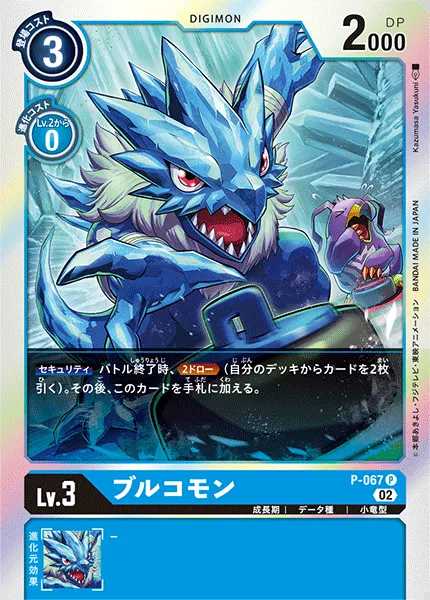 登場コスト
3
DIGIMON
DP
2000
進化コスト
Lv.2から
0
Kazumasa Yasukuni
©本郷あきよし・フジテレビ・東映アニメーション BANDAI MADE IN JAPAN
セキュリティ バトル終了時、2ドロー（自分のデッキからカードを2枚
引く）。その後、このカードを手札に加える。
P-067 P
02
Lv.3
ブルコモン
成長期 | データ種 | 小竜型
進化元効果
–